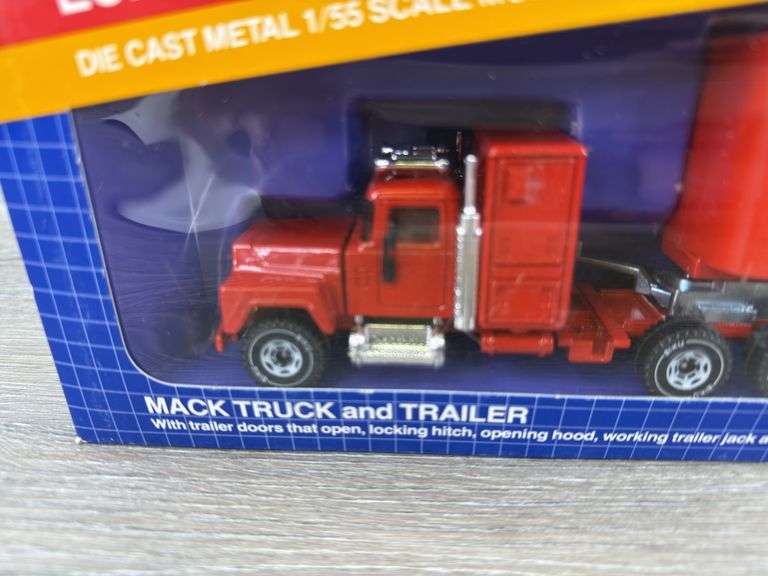 DIE CAST METAL 1/55 SCALE
MACK TRUCK and TRAILER
With trailer doors that open, locking hitch, opening hood, working trailer jack